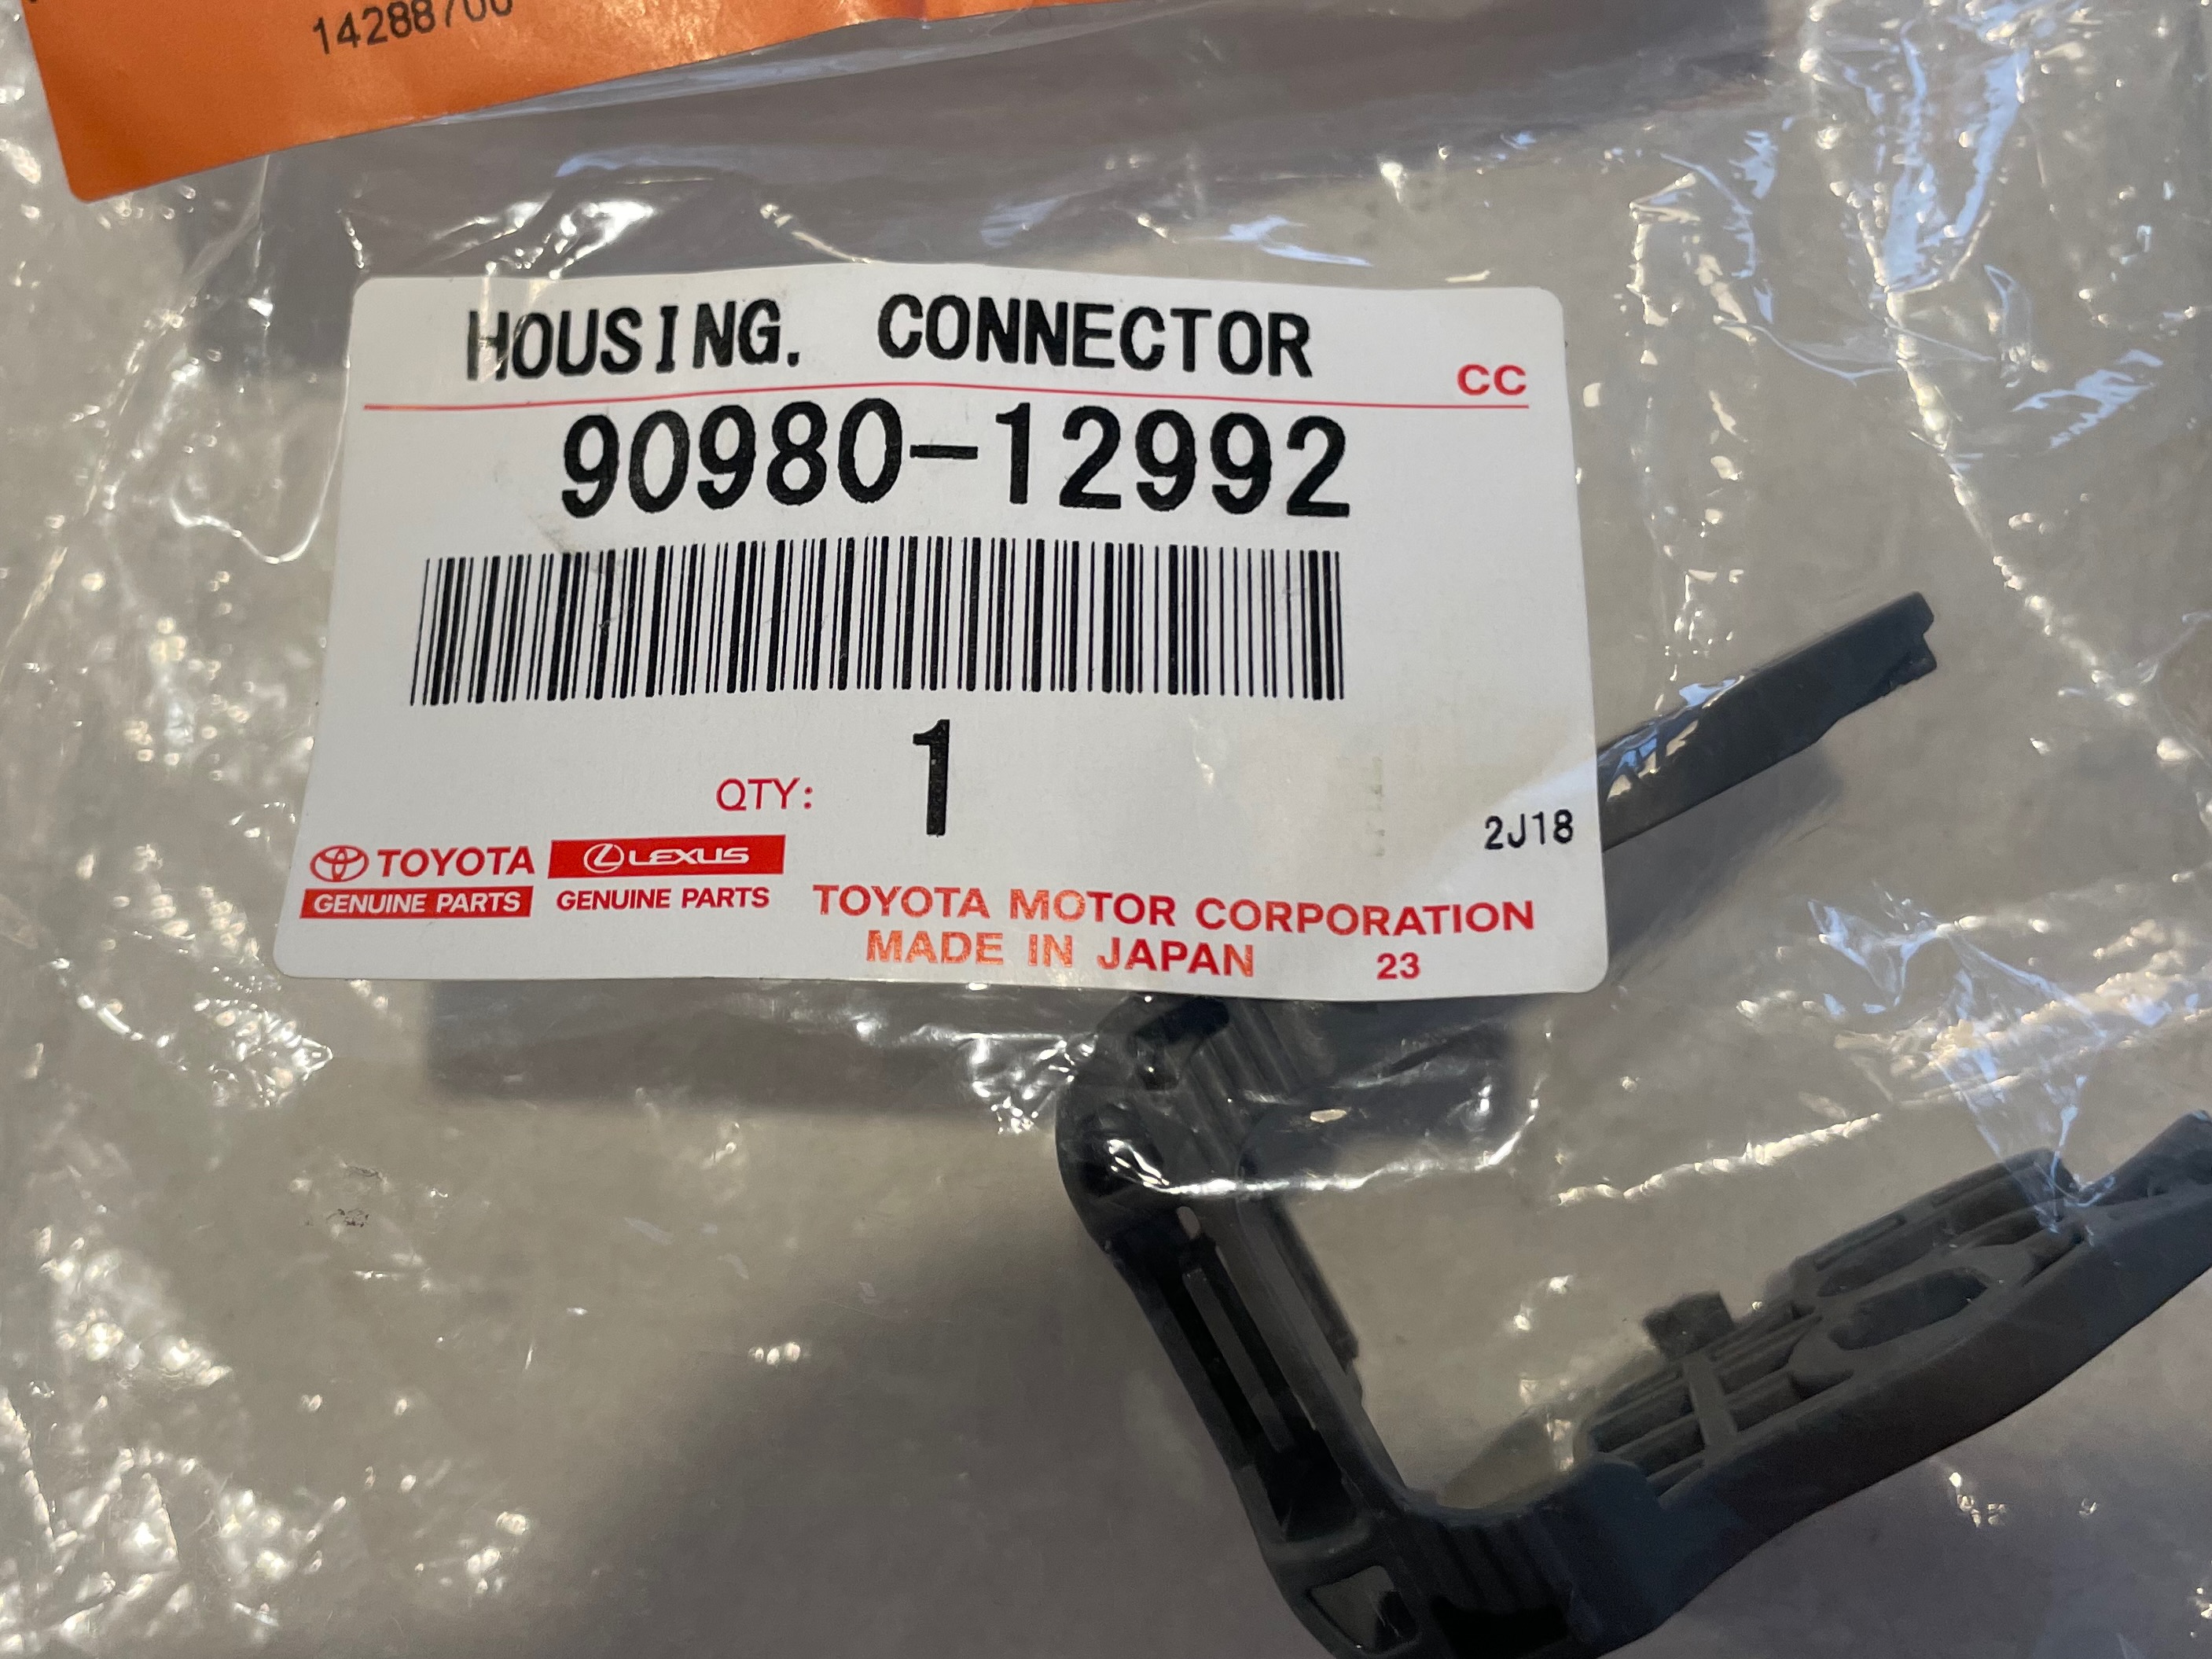 HOUSING. CONNECTOR
CC
90980-12992
QTY: 1
2J18
TOYOTA LEXUS
GENUINE PARTS GENUINE PARTS
TOYOTA MOTOR CORPORATION
MADE IN JAPAN 23